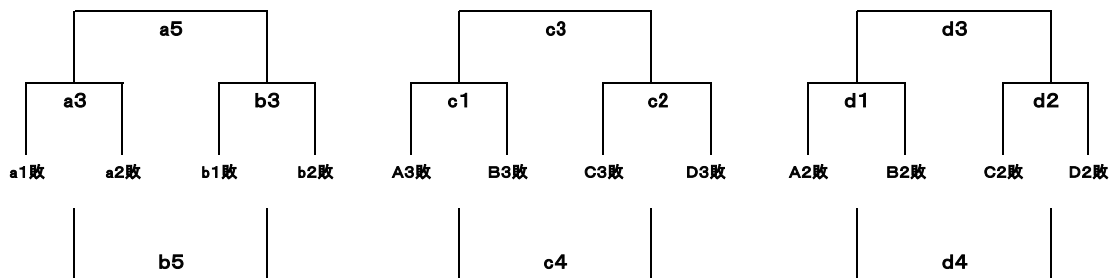 a5 c3 d3
a3 b3 c1 c2 d1 d2
a1敗 a2敗 b1敗 b2敗 A3敗 B3敗 C3敗 D3敗 A2敗 B2敗 C2敗 D2敗
b5 c4 d4